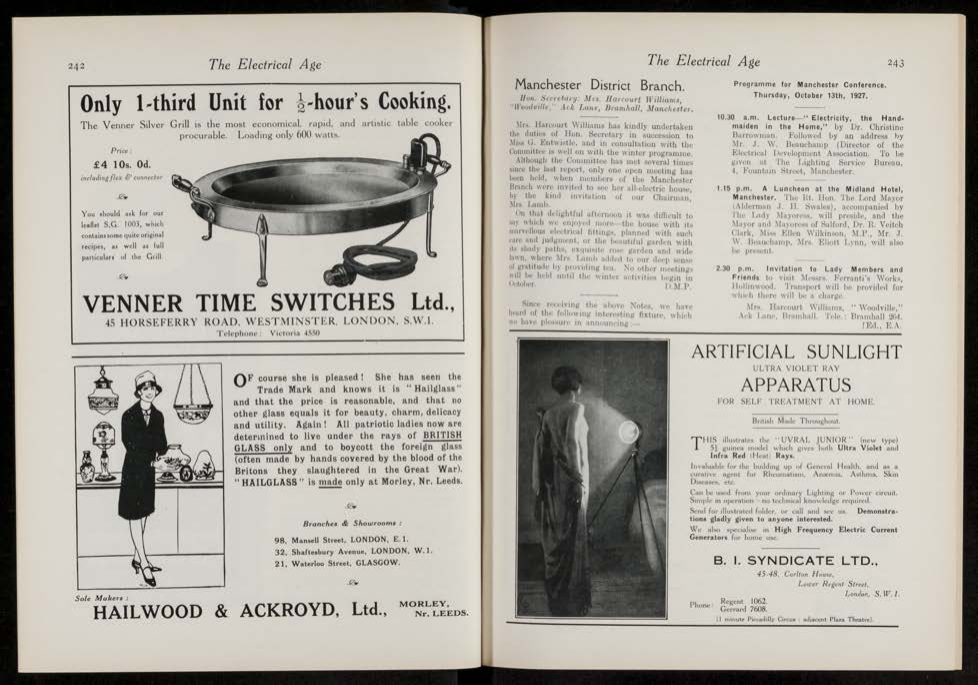 242
The Electrical Age
Only 1-third Unit for ½-hour's Cooking.
The Venner Silver Grill is the most economical, rapid, and artistic table cooker
procurable. Loading only 600 watts.
Price:
£4 10s. 0d.
including flex & connector
You should ask for our
leaflet S.G. 1003, which
contains some quite original
recipes, as well as full
particulars of the Grill.
VENNER TIME SWITCHES Ltd.,
45 HORSEFERRY ROAD, WESTMINSTER, LONDON, S.W.1.
Telephone: Victoria 4550
OF course she is pleased! She has seen the
Trade Mark and knows it is "Hailglass"
and that the price is reasonable, and that no
other glass equals it for beauty, charm, delicacy
and utility. Again! All patriotic ladies now are
determined to live under the rays of BRITISH
GLASS only and to boycott the foreign glass
(often made by hands covered by the blood of the
Britons they slaughtered in the Great War).
"HAILGLASS" is made only at Morley, Nr. Leeds.
Branches & Showrooms:
98, Mansell Street, LONDON, E.1.
32, Shaftesbury Avenue, LONDON, W.1.
21, Waterloo Street, GLASGOW.
Sole Makers:
HAILWOOD & ACKROYD, Ltd., MORLEY,
Nr. LEEDS.
The Electrical Age
243
Manchester District Branch.
Hon. Secretary: Mrs. Harcourt Williams,
"Woodville," Ack Lane, Bramhall, Manchester.
Mrs. Harcourt Williams has kindly undertaken
the duties of Hon. Secretary in succession to
Miss G. Entwistle, and in consultation with the
Committee is well on with the winter programme.
Although the Committee has met several times
since the last report, only one open meeting has
been held, when members of the Manchester
Branch were invited to see her all-electric house,
by the kind invitation of our Chairman,
Mrs. Lamb.
On that delightful afternoon it was difficult to
say which we enjoyed more—the house with its
marvellous electrical fittings, planned with such
care and judgment, or the beautiful garden with
its shady paths, exquisite rose garden and wide
lawn, where Mrs. Lamb added to our deep sense
of gratitude by providing tea. No other meetings
will be held until the winter activities begin in
October. D.M.P.
Since receiving the above Notes, we have
heard of the following interesting fixture, which
we have pleasure in announcing:—
Programme for Manchester Conference.
Thursday, October 13th, 1927.
10.30 a.m. Lecture—"Electricity, the Hand-
maiden in the Home," by Dr. Christine
Barrowman. Followed by an address by
Mr. J. W. Beauchamp (Director of the
Electrical Development Association. To be
given at The Lighting Service Bureau,
4, Fountain Street, Manchester.
1.15 p.m. A Luncheon at the Midland Hotel,
Manchester. The Rt. Hon. The Lord Mayor
(Alderman J. H. Swales), accompanied by
The Lady Mayoress, will preside, and the
Mayor and Mayoress of Salford, Dr. R. Veitch
Clark, Miss Ellen Wilkinson, M.P., Mr. J.
W. Beauchamp, Mrs. Eliott Lynn, will also
be present.
2.30 p.m. Invitation to Lady Members and
Friends to visit Messrs. Ferranti's Works,
Hollinwood. Transport will be provided for
which there will be a charge.
Mrs. Harcourt Williams, "Woodville,"
Ack Lane, Bramhall. Tele.: Bramhall 264.
[Ed., E.A.
ARTIFICIAL SUNLIGHT
ULTRA VIOLET RAY
APPARATUS
FOR SELF TREATMENT AT HOME.
British Made Throughout.
THIS illustrates the "UVRAL JUNIOR" (new type)
5½ guinea model which gives both Ultra Violet and
Infra Red (Heat) Rays.
Invaluable for the building up of General Health, and as a
curative agent for Rheumatism, Anæmia, Asthma, Skin
Diseases, etc.
Can be used from your ordinary Lighting or Power circuit.
Simple in operation—no technical knowledge required.
Send for illustrated folder, or call and see us. Demonstra-
tions gladly given to anyone interested.
We also specialise in High Frequency Electric Current
Generators for home use.
B. I. SYNDICATE LTD.,
45-48, Carlton House,
Lower Regent Street,
London, S.W.1.
Phone: Regent 1062.
Gerrard 7608.
(1 minute Piccadilly Circus: adjacent Plaza Theatre).